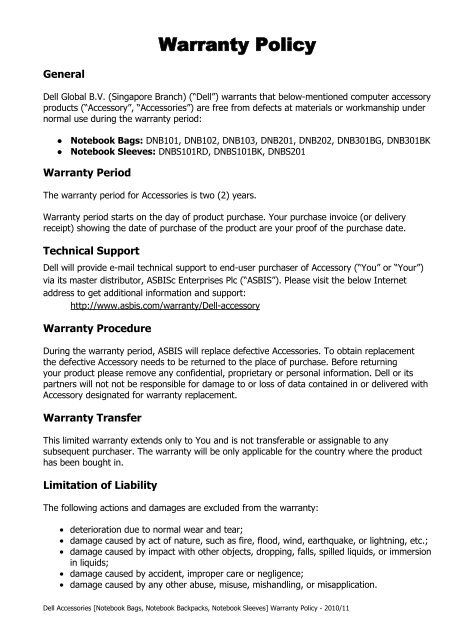 Warranty Policy
General
Dell Global B.V. (Singapore Branch) (“Dell”) warrants that below-mentioned computer accessory
products (“Accessory”, “Accessories”) are free from defects at materials or workmanship under
normal use during the warranty period:
● Notebook Bags: DNB101, DNB102, DNB103, DNB201, DNB202, DNB301BG, DNB301BK
● Notebook Sleeves: DNBS101RD, DNBS101BK, DNBS201
Warranty Period
The warranty period for Accessories is two (2) years.
Warranty period starts on the day of product purchase. Your purchase invoice (or delivery
receipt) showing the date of purchase of the product are your proof of the purchase date.
Technical Support
Dell will provide e-mail technical support to end-user purchaser of Accessory (“You” or “Your”)
via its master distributor, ASBISc Enterprises Plc (“ASBIS”). Please visit the below Internet
address to get additional information and support:
http://www.asbis.com/warranty/Dell-accessory
Warranty Procedure
During the warranty period, ASBIS will replace defective Accessories. To obtain replacement
the defective Accessory needs to be returned to the place of purchase. Before returning
your product please remove any confidential, proprietary or personal information. Dell or its
partners will not not be responsible for damage to or loss of data contained in or delivered with
Accessory designated for warranty replacement.
Warranty Transfer
This limited warranty extends only to You and is not transferable or assignable to any
subsequent purchaser. The warranty will be only applicable for the country where the product
has been bought in.
Limitation of Liability
The following actions and damages are excluded from the warranty:
● deterioration due to normal wear and tear;
● damage caused by act of nature, such as fire, flood, wind, earthquake, or lightning, etc.;
● damage caused by impact with other objects, dropping, falls, spilled liquids, or immersion
in liquids;
● damage caused by accident, improper care or negligence;
● damage caused by any other abuse, misuse, mishandling, or misapplication.
Dell Accessories [Notebook Bags, Notebook Backpacks, Notebook Sleeves] Warranty Policy - 2010/11